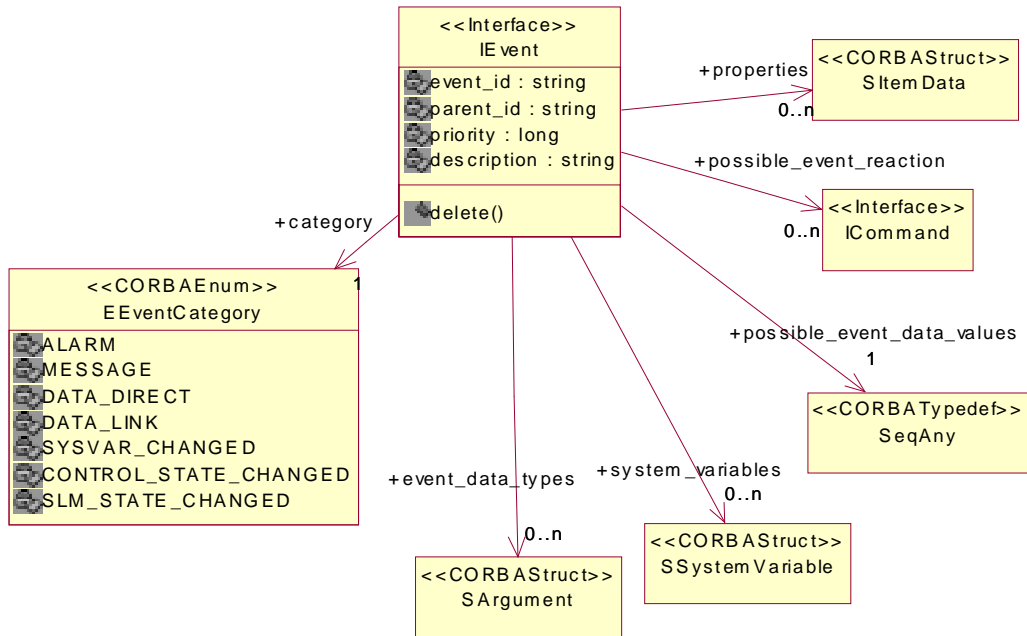 <<Interface>>
IEvent
event_id : string
parent_id : string
priority : long
description : string
delete()
+properties
0..n
<<CORBAStruct>>
SItemData
+possible_event_reaction
0..n
<<Interface>>
ICommand
+category
1
<<CORBAEnum>>
EEventCategory
ALARM
MESSAGE
DATA_DIRECT
DATA_LINK
SYSVAR_CHANGED
CONTROL_STATE_CHANGED
SLM_STATE_CHANGED
+possible_event_data_values
1
<<CORBATypedef>>
SeqAny
+event_data_types
0..n
<<CORBAStruct>>
SArgument
+system_variables
0..n
<<CORBAStruct>>
SSystemVariable